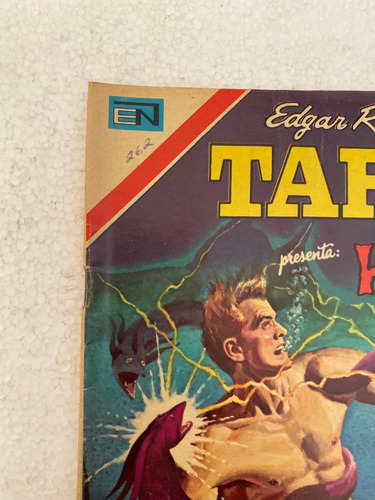 EN
262
Edgar R
TAR
presenta: